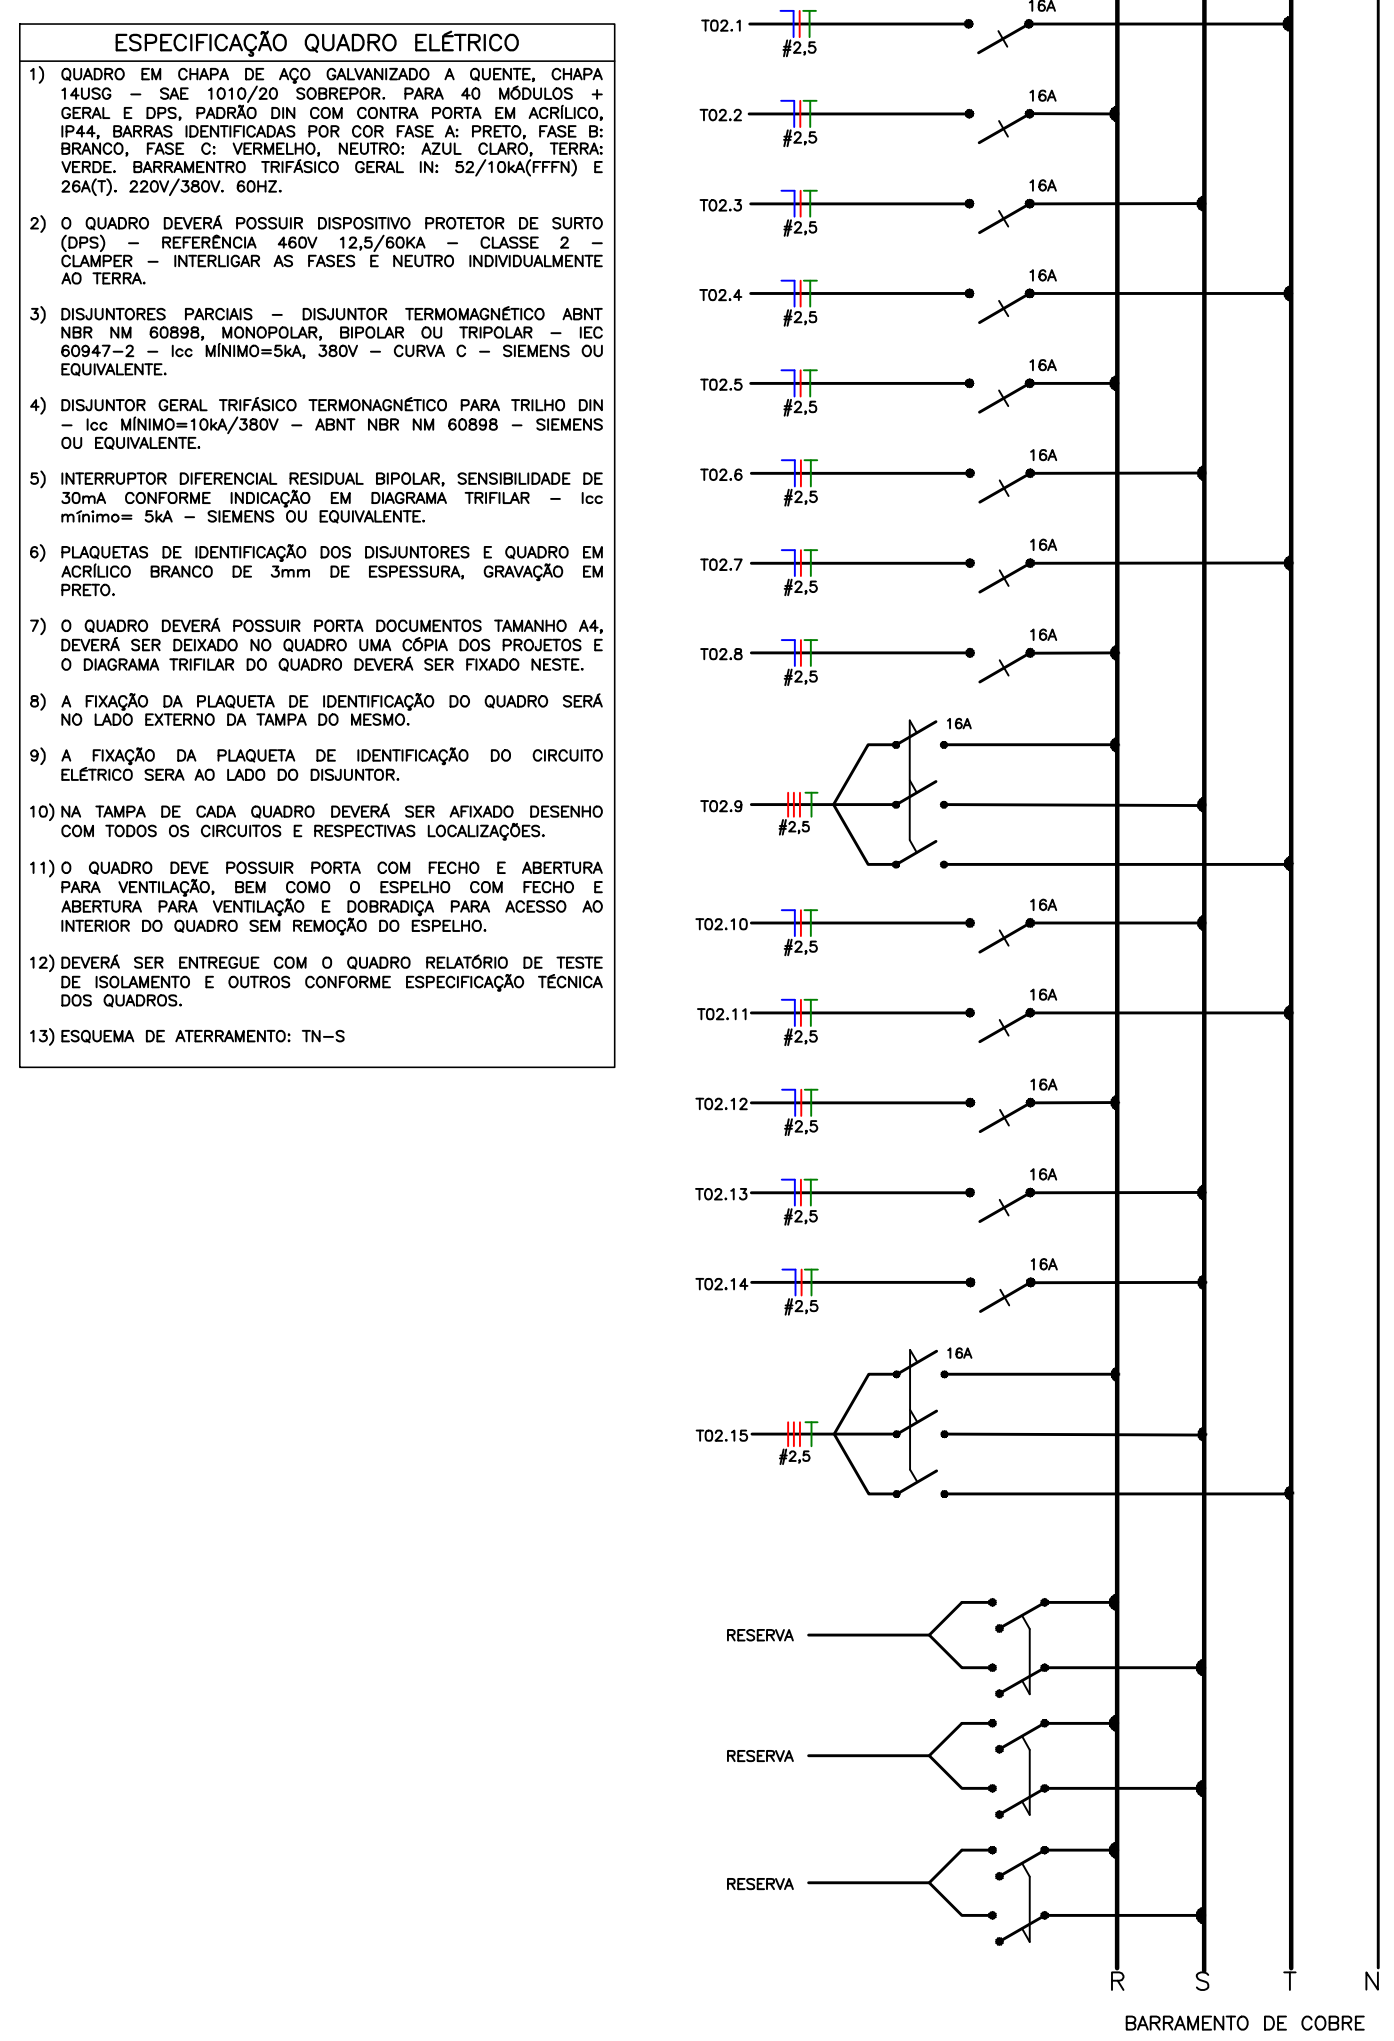 ESPECIFICAÇÃO QUADRO ELÉTRICO
1) QUADRO EM CHAPA DE AÇO GALVANIZADO A QUENTE, CHAPA
14USG – SAE 1010/20 SOBREPOR. PARA 40 MÓDULOS +
GERAL E DPS, PADRÃO DIN COM CONTRA PORTA EM ACRÍLICO,
IP44, BARRAS IDENTIFICADAS POR COR FASE A: PRETO, FASE B:
BRANCO, FASE C: VERMELHO, NEUTRO: AZUL CLARO, TERRA:
VERDE. BARRAMENTRO TRIFÁSICO GERAL IN: 52/10kA(FFFN) E
26A(T). 220V/380V. 60HZ.
2) O QUADRO DEVERÁ POSSUIR DISPOSITIVO PROTETOR DE SURTO
(DPS) – REFERÊNCIA 460V 12,5/60KA – CLASSE 2 –
CLAMPER – INTERLIGAR AS FASES E NEUTRO INDIVIDUALMENTE
AO TERRA.
3) DISJUNTORES PARCIAIS – DISJUNTOR TERMOMAGNÉTICO ABNT
NBR NM 60898, MONOPOLAR, BIPOLAR OU TRIPOLAR – IEC
60947–2 – Icc MÍNIMO=5kA, 380V – CURVA C – SIEMENS OU
EQUIVALENTE.
4) DISJUNTOR GERAL TRIFÁSICO TERMONAGNÉTICO PARA TRILHO DIN
– Icc MÍNIMO=10kA/380V – ABNT NBR NM 60898 – SIEMENS
OU EQUIVALENTE.
5) INTERRUPTOR DIFERENCIAL RESIDUAL BIPOLAR, SENSIBILIDADE DE
30mA CONFORME INDICAÇÃO EM DIAGRAMA TRIFILAR – Icc
mínimo= 5kA – SIEMENS OU EQUIVALENTE.
6) PLAQUETAS DE IDENTIFICAÇÃO DOS DISJUNTORES E QUADRO EM
ACRÍLICO BRANCO DE 3mm DE ESPESSURA, GRAVAÇÃO EM
PRETO.
7) O QUADRO DEVERÁ POSSUIR PORTA DOCUMENTOS TAMANHO A4,
DEVERÁ SER DEIXADO NO QUADRO UMA CÓPIA DOS PROJETOS E
O DIAGRAMA TRIFILAR DO QUADRO DEVERÁ SER FIXADO NESTE.
8) A FIXAÇÃO DA PLAQUETA DE IDENTIFICAÇÃO DO QUADRO SERÁ
NO LADO EXTERNO DA TAMPA DO MESMO.
9) A FIXAÇÃO DA PLAQUETA DE IDENTIFICAÇÃO DO CIRCUITO
ELÉTRICO SERA AO LADO DO DISJUNTOR.
10) NA TAMPA DE CADA QUADRO DEVERÁ SER AFIXADO DESENHO
COM TODOS OS CIRCUITOS E RESPECTIVAS LOCALIZAÇÕES.
11) O QUADRO DEVE POSSUIR PORTA COM FECHO E ABERTURA
PARA VENTILAÇÃO, BEM COMO O ESPELHO COM FECHO E
ABERTURA PARA VENTILAÇÃO E DOBRADIÇA PARA ACESSO AO
INTERIOR DO QUADRO SEM REMOÇÃO DO ESPELHO.
12) DEVERÁ SER ENTREGUE COM O QUADRO RELATÓRIO DE TESTE
DE ISOLAMENTO E OUTROS CONFORME ESPECIFICAÇÃO TÉCNICA
DOS QUADROS.
13) ESQUEMA DE ATERRAMENTO: TN–S
T02.1 16A
#2,5
T02.2 16A
#2,5
T02.3 16A
#2,5
T02.4 16A
#2,5
T02.5 16A
#2,5
T02.6 16A
#2,5
T02.7 16A
#2,5
T02.8 16A
#2,5
16A
T02.9
#2,5
T02.10 16A
#2,5
T02.11 16A
#2,5
T02.12 16A
#2,5
T02.13 16A
#2,5
T02.14 16A
#2,5
16A
T02.15
#2,5
RESERVA
RESERVA
RESERVA
R S T N
BARRAMENTO DE COBRE